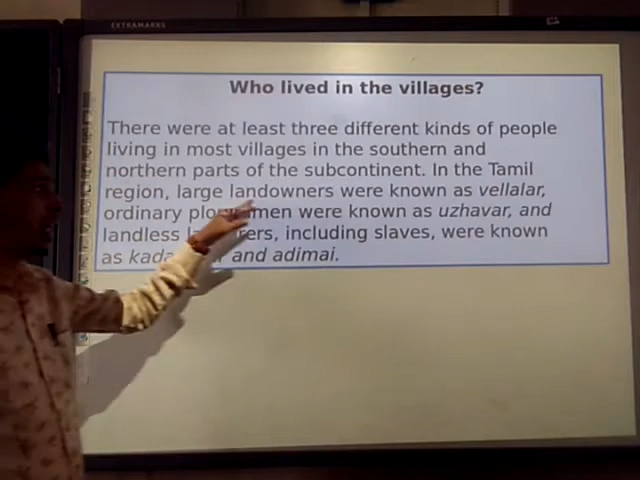 EXTRAMARKS
Who lived in the villages?
There were at least three different kinds of people
living in most villages in the southern and
northern parts of the subcontinent. In the Tamil
region, large landowners were known as vellalar,
ordinary men were known as uzhavar, and
landless including slaves, were known
as and adimai.